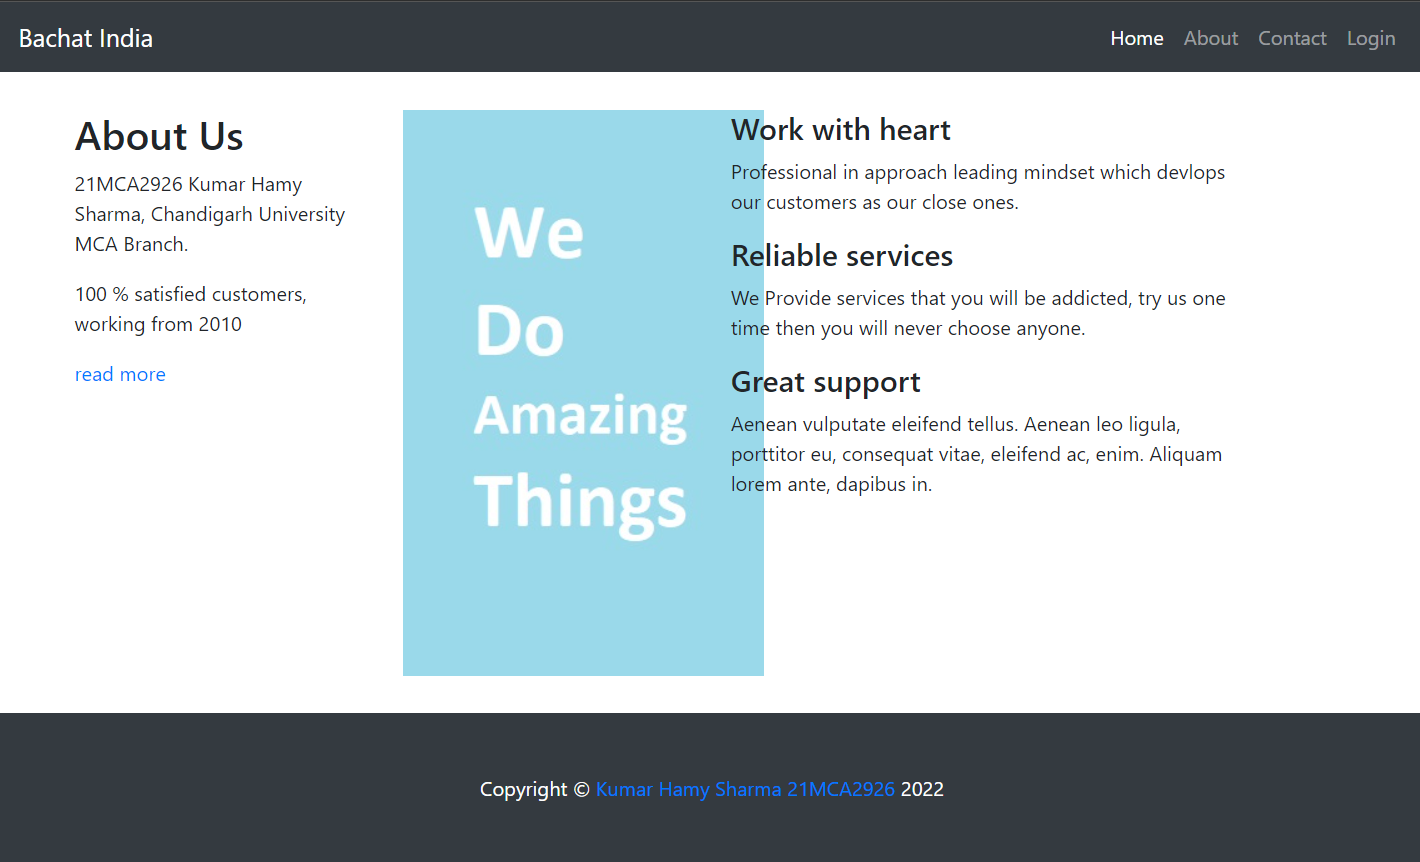 Bachat India
Home About Contact Login
About Us
21MCA2926 Kumar Hamy
Sharma, Chandigarh University
MCA Branch.
100 % satisfied customers,
working from 2010
read more
We
Do
Amazing
Things
Work with heart
Professional in approach leading mindset which devlops
our customers as our close ones.
Reliable services
We Provide services that you will be addicted, try us one
time then you will never choose anyone.
Great support
Aenean vulputate eleifend tellus. Aenean leo ligula,
porttitor eu, consequat vitae, eleifend ac, enim. Aliquam
lorem ante, dapibus in.
Copyright © Kumar Hamy Sharma 21MCA2926 2022